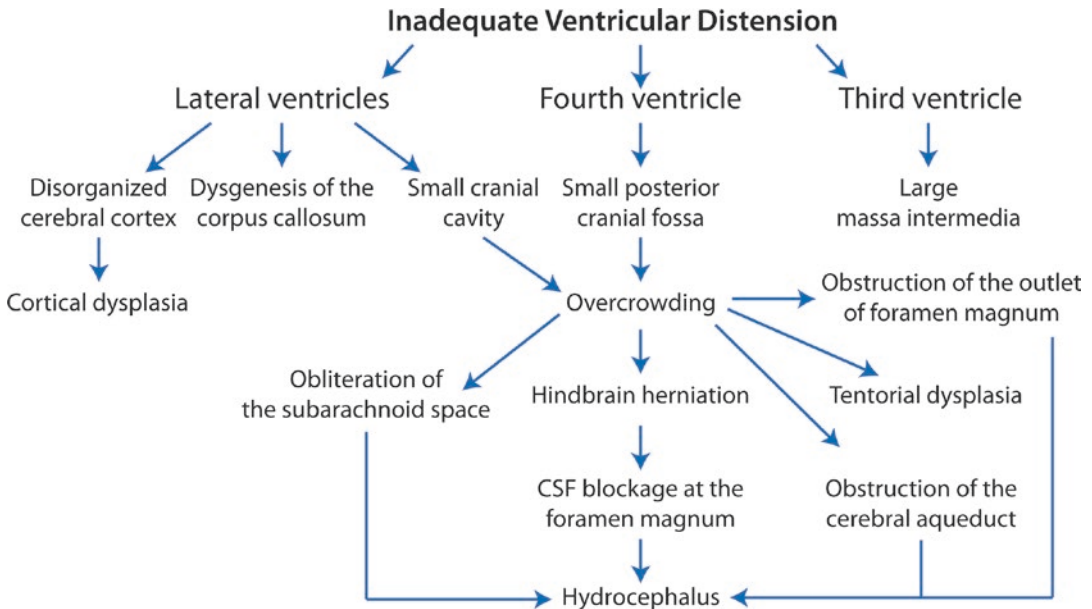 Inadequate Ventricular Distension
Lateral ventricles
Fourth ventricle
Third ventricle
Disorganized
cerebral cortex
Dysgenesis of the
corpus callosum
Small cranial
cavity
Small posterior
cranial fossa
Large
massa intermedia
Cortical dysplasia
Overcrowding
Obstruction of the outlet
of foramen magnum
Obliteration of
the subarachnoid space
Hindbrain herniation
Tentorial dysplasia
CSF blockage at the
foramen magnum
Obstruction of the
cerebral aqueduct
Hydrocephalus